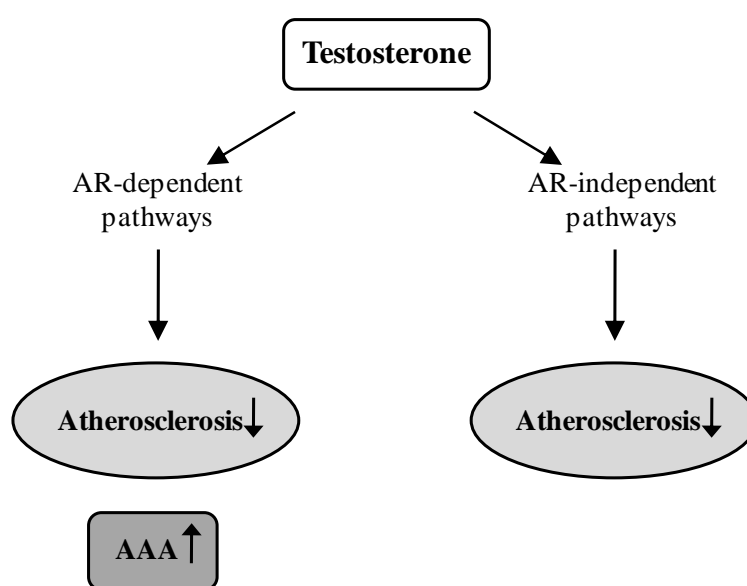 Testosterone
AR-dependent
pathways
AR-independent
pathways
Atherosclerosis↓
Atherosclerosis↓
AAA↑